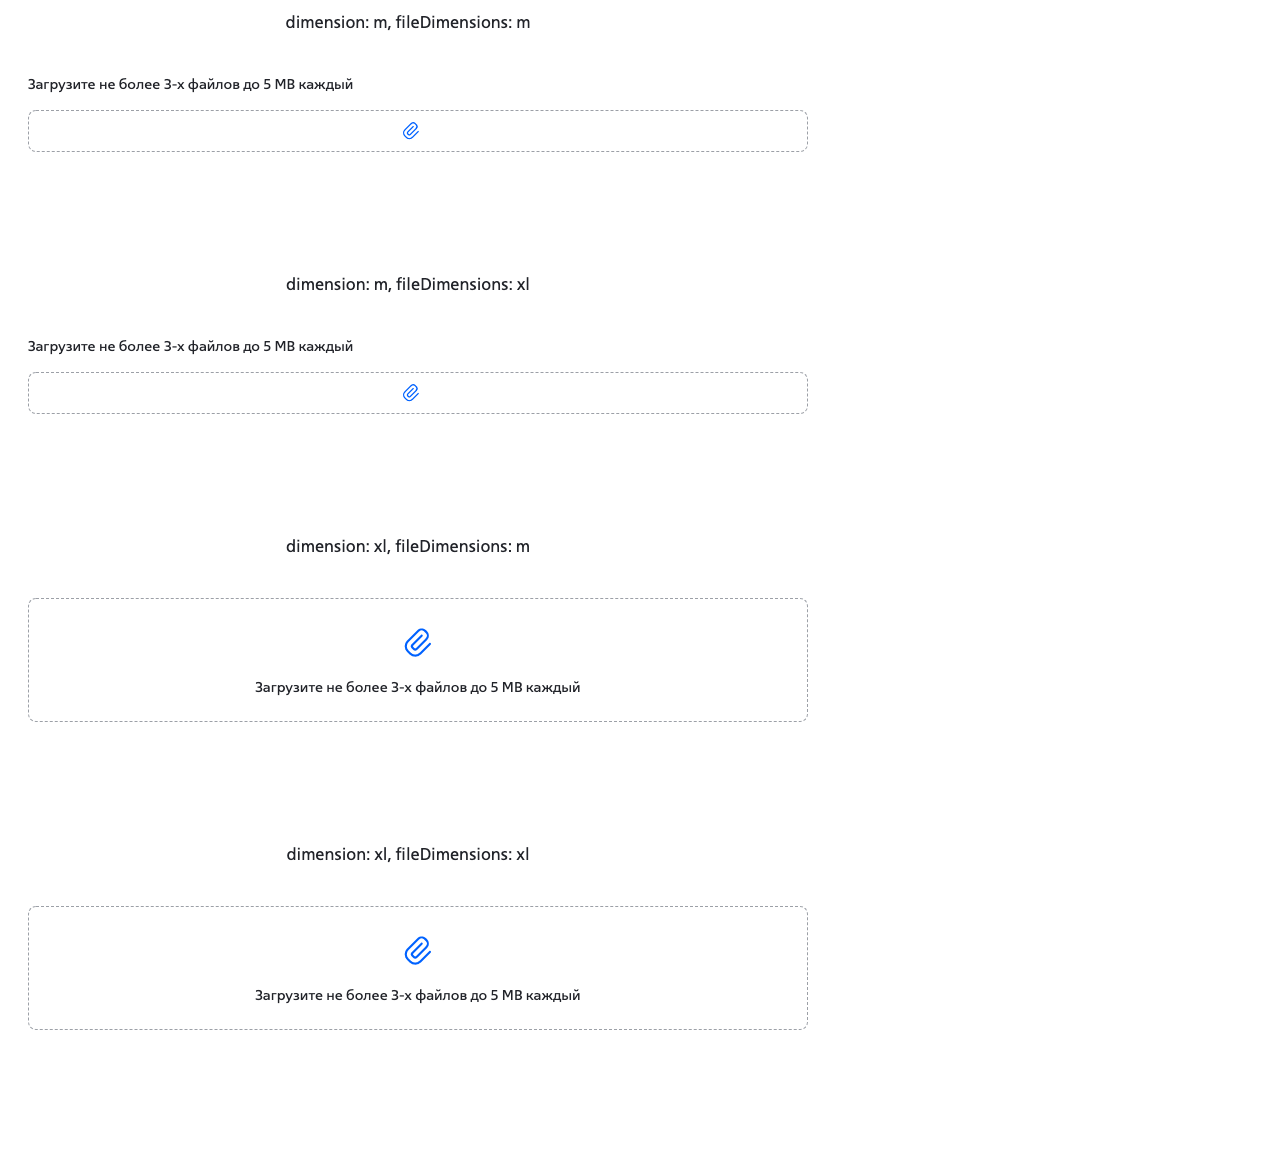 dimension: m, fileDimensions: m
Загрузите не более 3-х файлов до 5 MB каждый
dimension: m, fileDimensions: xl
Загрузите не более 3-х файлов до 5 MB каждый
dimension: xl, fileDimensions: m
Загрузите не более 3-х файлов до 5 MB каждый
dimension: xl, fileDimensions: xl
Загрузите не более 3-х файлов до 5 MB каждый